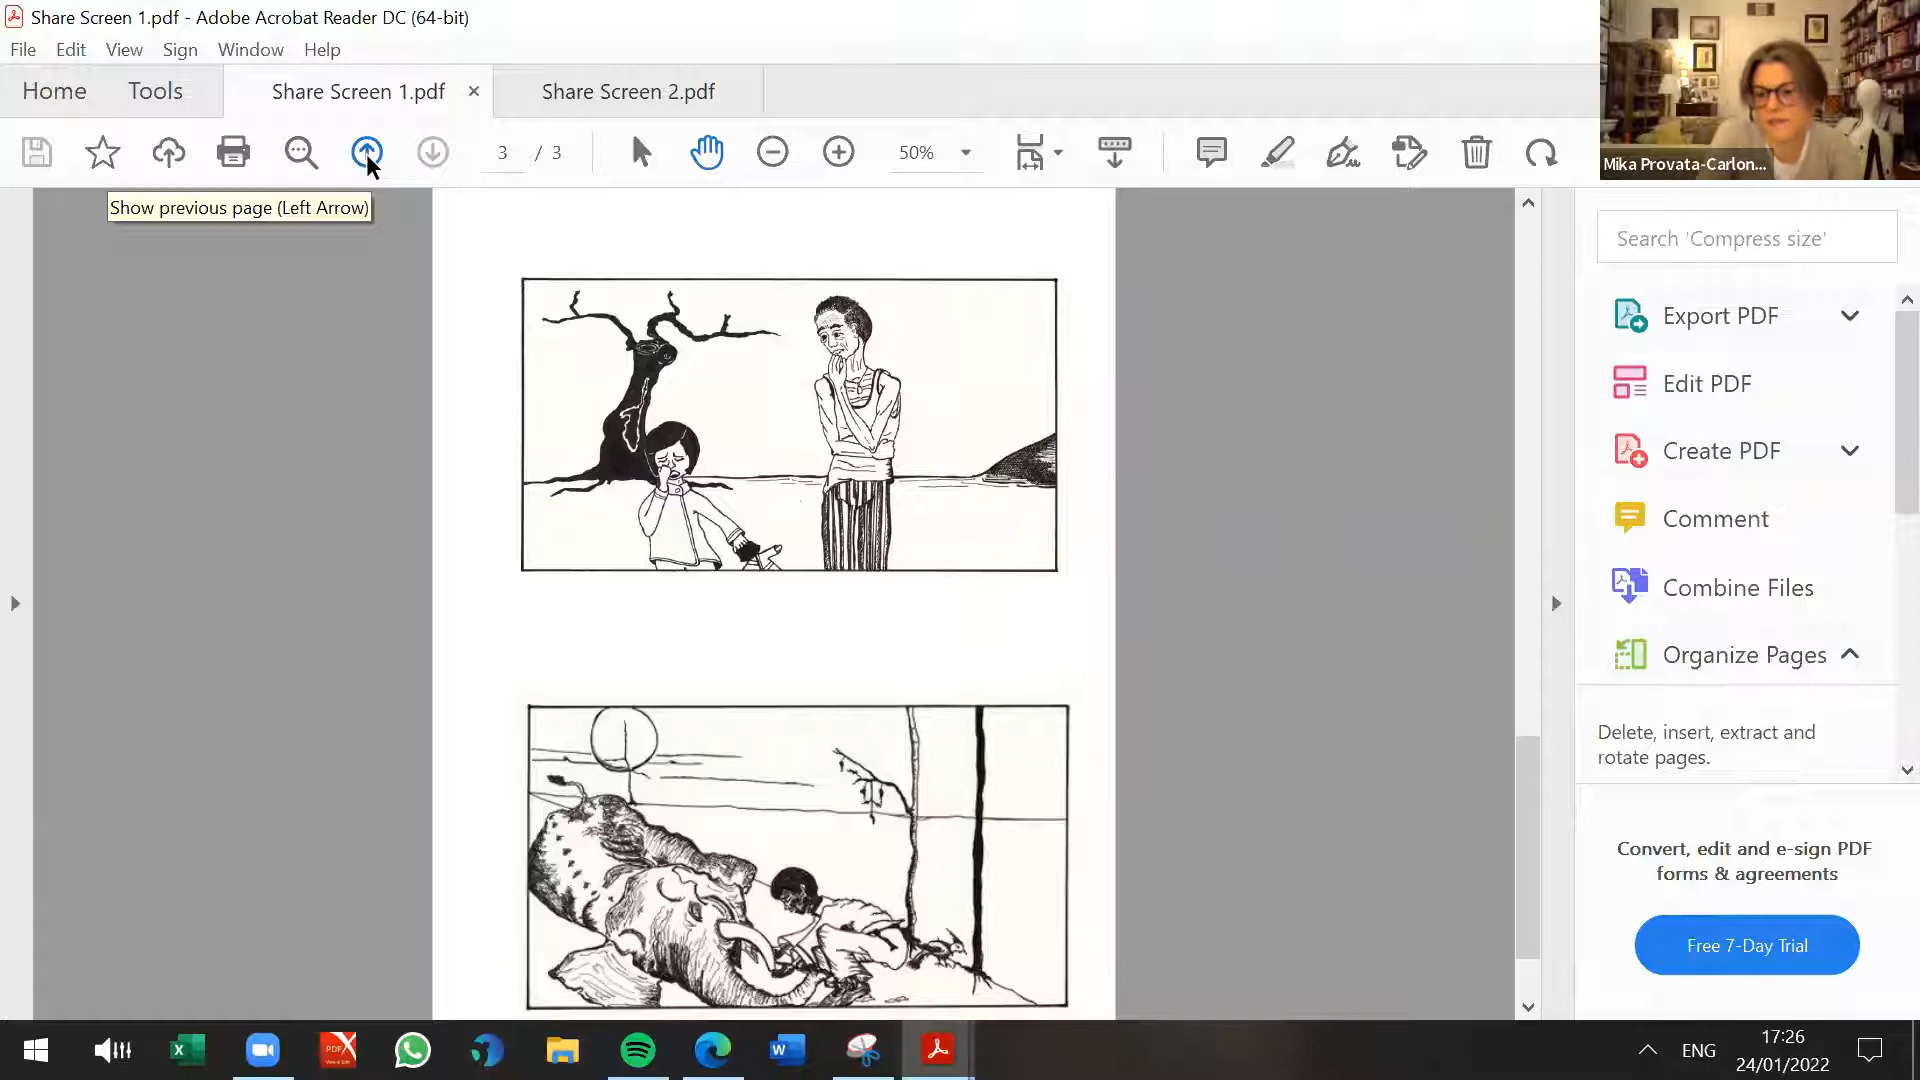 Share Screen 1.pdf - Adobe Acrobat Reader DC (64-bit)
File Edit View Sign Window Help
Home Tools Share Screen 1.pdf × Share Screen 2.pdf
3 / 3 50%
Mika Provata-Carlon...
Show previous page (Left Arrow)
Search 'Compress size'
Export PDF
Edit PDF
Create PDF
Comment
Combine Files
Organize Pages
Delete, insert, extract and
rotate pages.
Convert, edit and e-sign PDF
forms & agreements
Free 7-Day Trial
ENG
17:26
24/01/2022